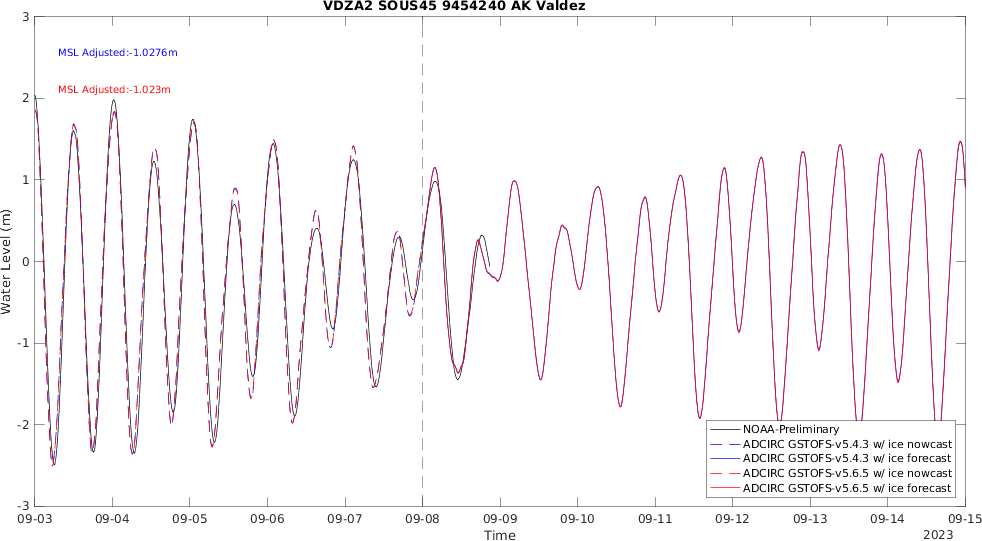 VDZA2 SOUS45 9454240 AK Valdez
MSL Adjusted:-1.0276m
MSL Adjusted:-1.023m
Water Level (m)
3
2
1
0
-1
-2
-3
NOAA-Preliminary
ADCIRC GSTOFS-v5.4.3 w/ ice nowcast
ADCIRC GSTOFS-v5.4.3 w/ ice forecast
ADCIRC GSTOFS-v5.6.5 w/ ice nowcast
ADCIRC GSTOFS-v5.6.5 w/ ice forecast
09-03 09-04 09-05 09-06 09-07 09-08 09-09 09-10 09-11 09-12 09-13 09-14 09-15
Time
2023